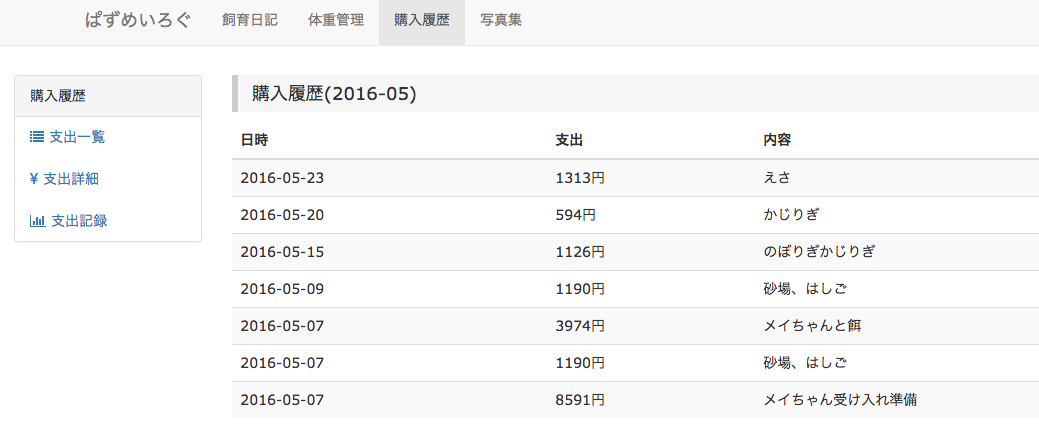 ぱずめいろぐ 飼育日記 体重管理 購入履歴 写真集
購入履歴
支出一覧
¥ 支出詳細
支出記録
購入履歴(2016-05)
日時 支出 内容
2016-05-23 1313円 えさ
2016-05-20 594円 かじりぎ
2016-05-15 1126円 のぼりぎかじりぎ
2016-05-09 1190円 砂場、はしご
2016-05-07 3974円 メイちゃんと餌
2016-05-07 1190円 砂場、はしご
2016-05-07 8591円 メイちゃん受け入れ準備